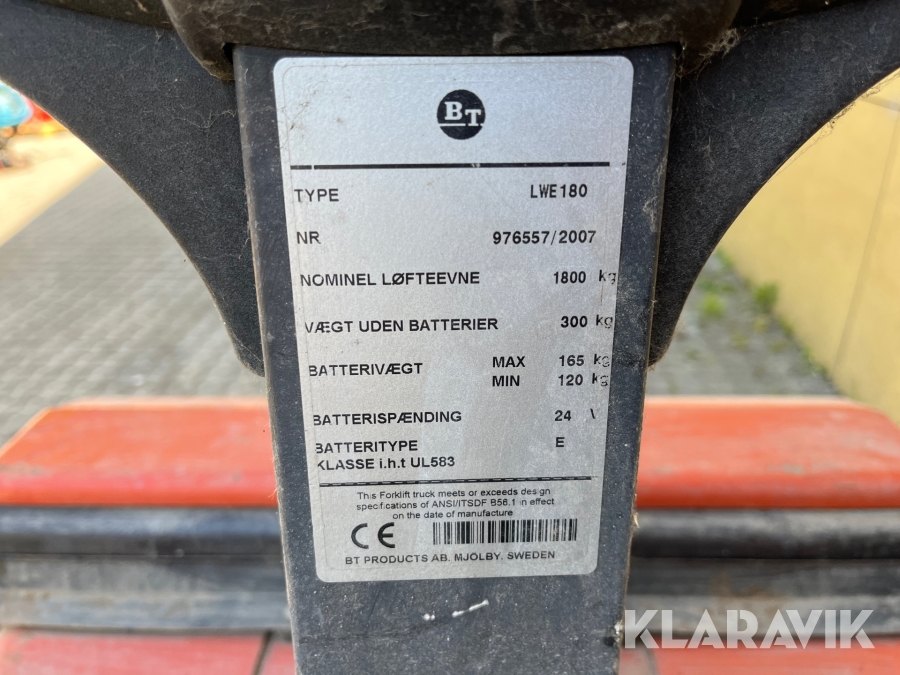 BT
TYPE LWE180
NR 976557/2007
NOMINEL LØFTEEVNE 1800 kg
VÆGT UDEN BATTERIER 300 kg
BATTERIVÆGT MAX 165 kg
MIN 120 kg
BATTERISPÆNDING 24 V
BATTERITYPE E
KLASSE i.h.t UL583
This Forklift truck meets or exceeds design
specifications of ANSI/ITSDF B56.1 in effect
on the date of manufacture
CE
BT PRODUCTS AB. MJÖLBY. SWEDEN
KLARAVIK